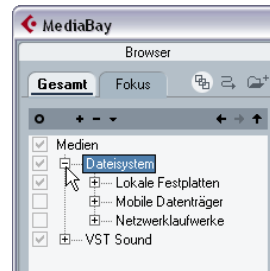 MediaBay
Browser
Gesamt Fokus
Medien
Dateisystem
Lokale Festplatten
Mobile Datenträger
Netzwerklaufwerke
VST Sound